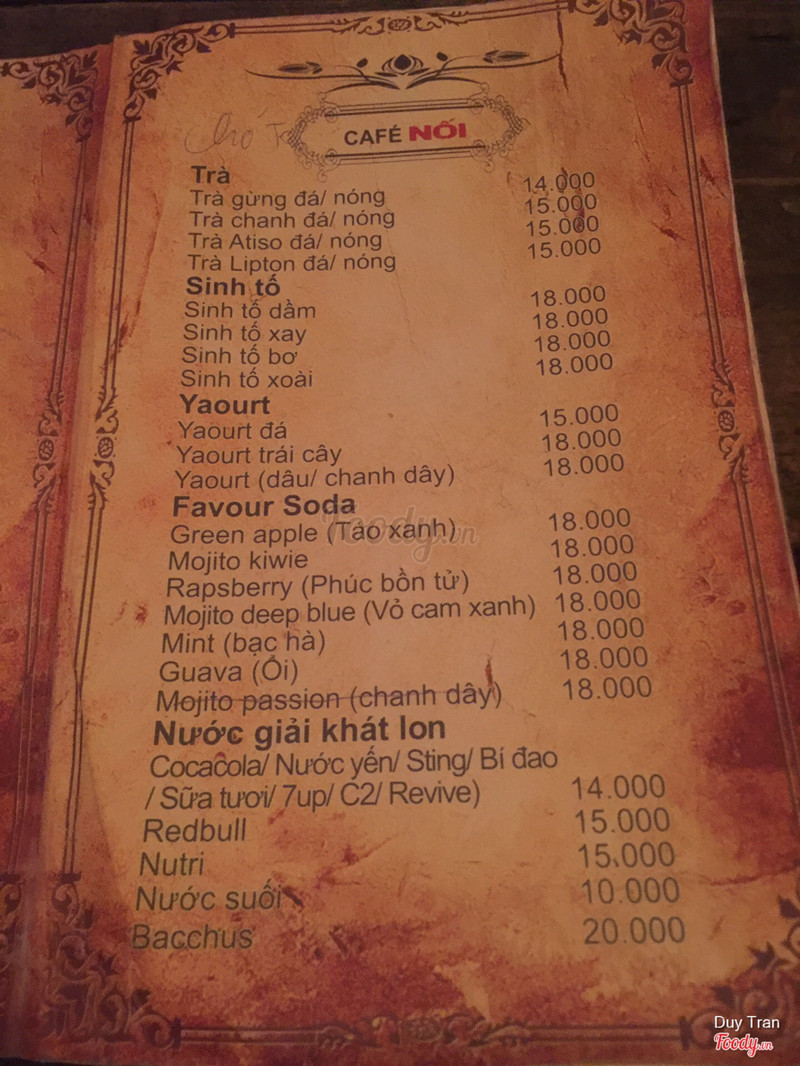 CAFÉ NỐI
Trà
Trà gừng đá/ nóng 14.000
Trà chanh đá/ nóng 15.000
Trà Atiso đá/ nóng 15.000
Trà Lipton đá/ nóng 15.000
Sinh tố
Sinh tố dầm 18.000
Sinh tố xay 18.000
Sinh tố bơ 18.000
Sinh tố xoài 18.000
Yaourt
Yaourt đá 15.000
Yaourt trái cây 18.000
Yaourt (dâu/ chanh dây) 18.000
Favour Soda
Green apple (Táo xanh) 18.000
Mojito kiwie 18.000
Rapsberry (Phúc bồn tử) 18.000
Mojito deep blue (Vỏ cam xanh) 18.000
Mint (bạc hà) 18.000
Guava (Ổi) 18.000
Mojito passion (chanh dây) 18.000
Nước giải khát lon
Cocacola/ Nước yến/ Sting/ Bí đao
/ Sữa tươi/ 7up/ C2/ Revive) 14.000
Redbull 15.000
Nutri 15.000
Nước suối 10.000
Bacchus 20.000
Foody.vn
Duy Tran
Foody.vn